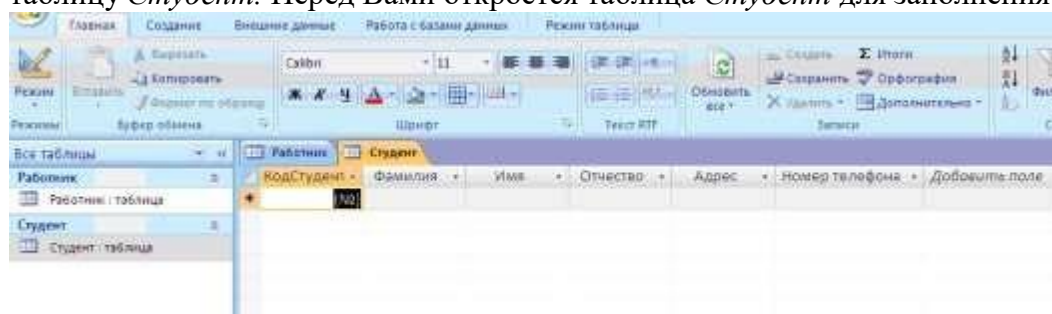 таблицу Студент. Перед Вами откроется таблица Студент для заполнения
Главная Создание Внешние данные Работа с базами данных Режим таблицы
Вырезать
Копировать
Формат по образцу
Режим Вставить
Calibri 11
Ж К Ч
Обновить все
Создать Σ Итоги
Сохранить Орфография
Удалить Дополнительно
Режимы Буфер обмена Шрифт Текст RTF Записи
Все таблицы
Работник Студент
Работник
Работник : таблица
Студент
Студент : таблица
КодСтудент Фамилия Имя Отчество Адрес Номер телефона Добавить поле
(№)